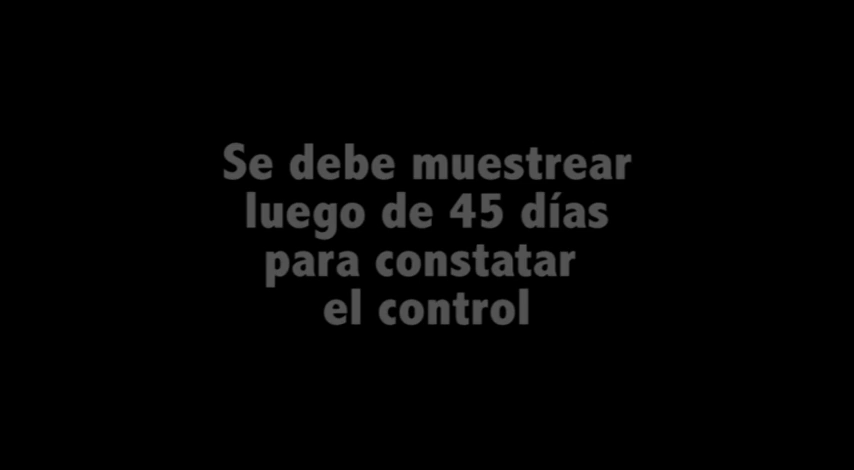 Se debe muestrear
luego de 45 días
para constatar
el control